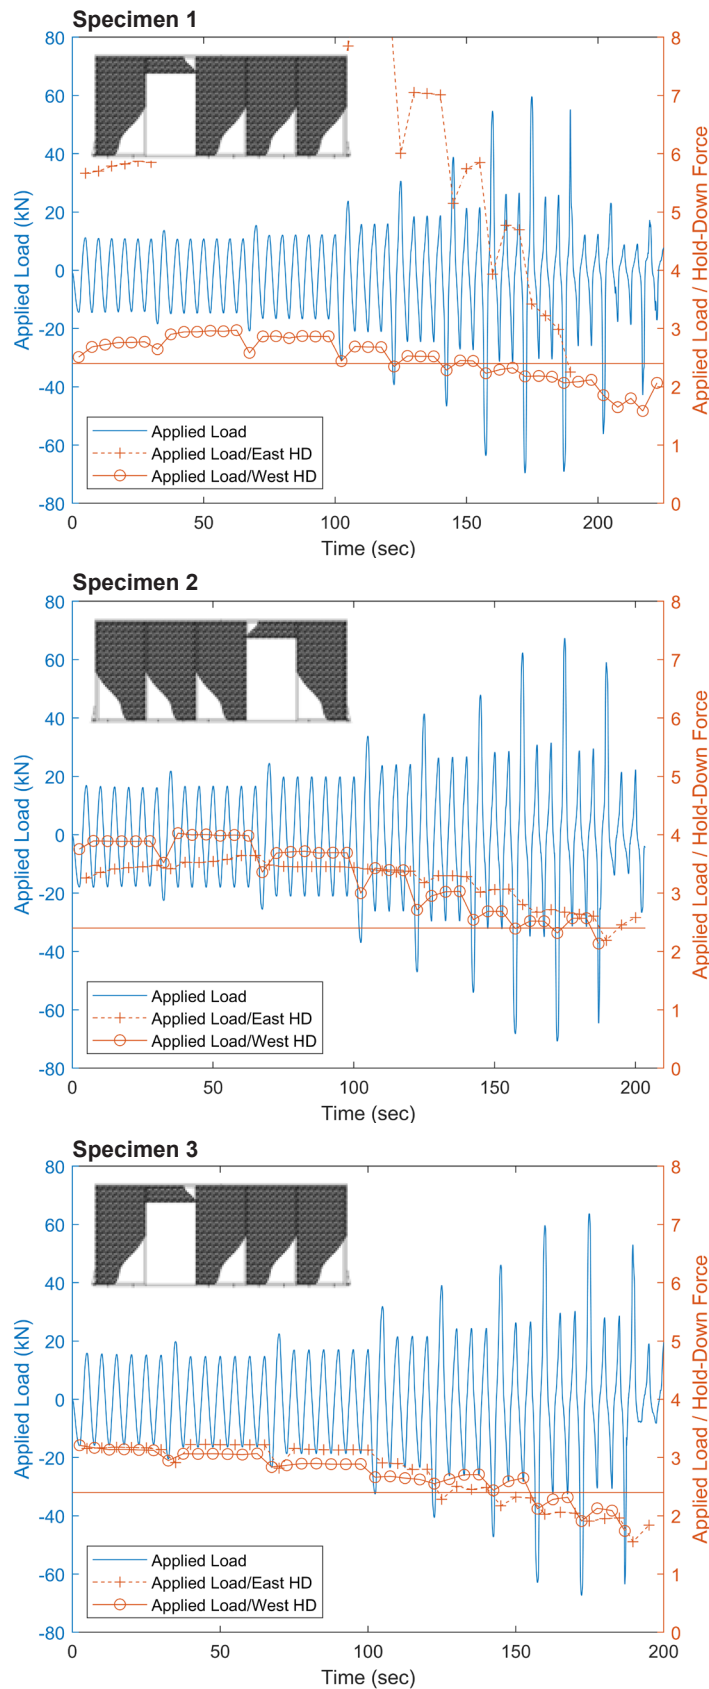 Specimen 1
80
60
40
20
0
-20
-40
-60
-80
Applied Load (kN)
8
7
6
5
4
3
2
1
0
Applied Load / Hold-Down Force
Applied Load
Applied Load/East HD
Applied Load/West HD
0 50 100 150 200
Time (sec)
Specimen 2
80
60
40
20
0
-20
-40
-60
-80
Applied Load (kN)
8
7
6
5
4
3
2
1
0
Applied Load / Hold-Down Force
Applied Load
Applied Load/East HD
Applied Load/West HD
0 50 100 150 200
Time (sec)
Specimen 3
80
60
40
20
0
-20
-40
-60
-80
Applied Load (kN)
8
7
6
5
4
3
2
1
0
Applied Load / Hold-Down Force
Applied Load
Applied Load/East HD
Applied Load/West HD
0 50 100 150 200
Time (sec)